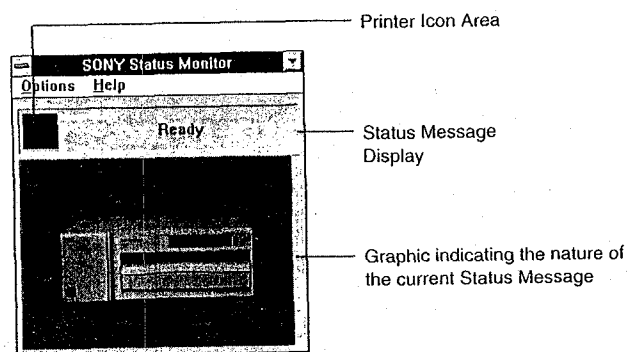 Printer Icon Area
SONY Status Monitor
Options Help
Ready
Status Message
Display
Graphic indicating the nature of
the current Status Message